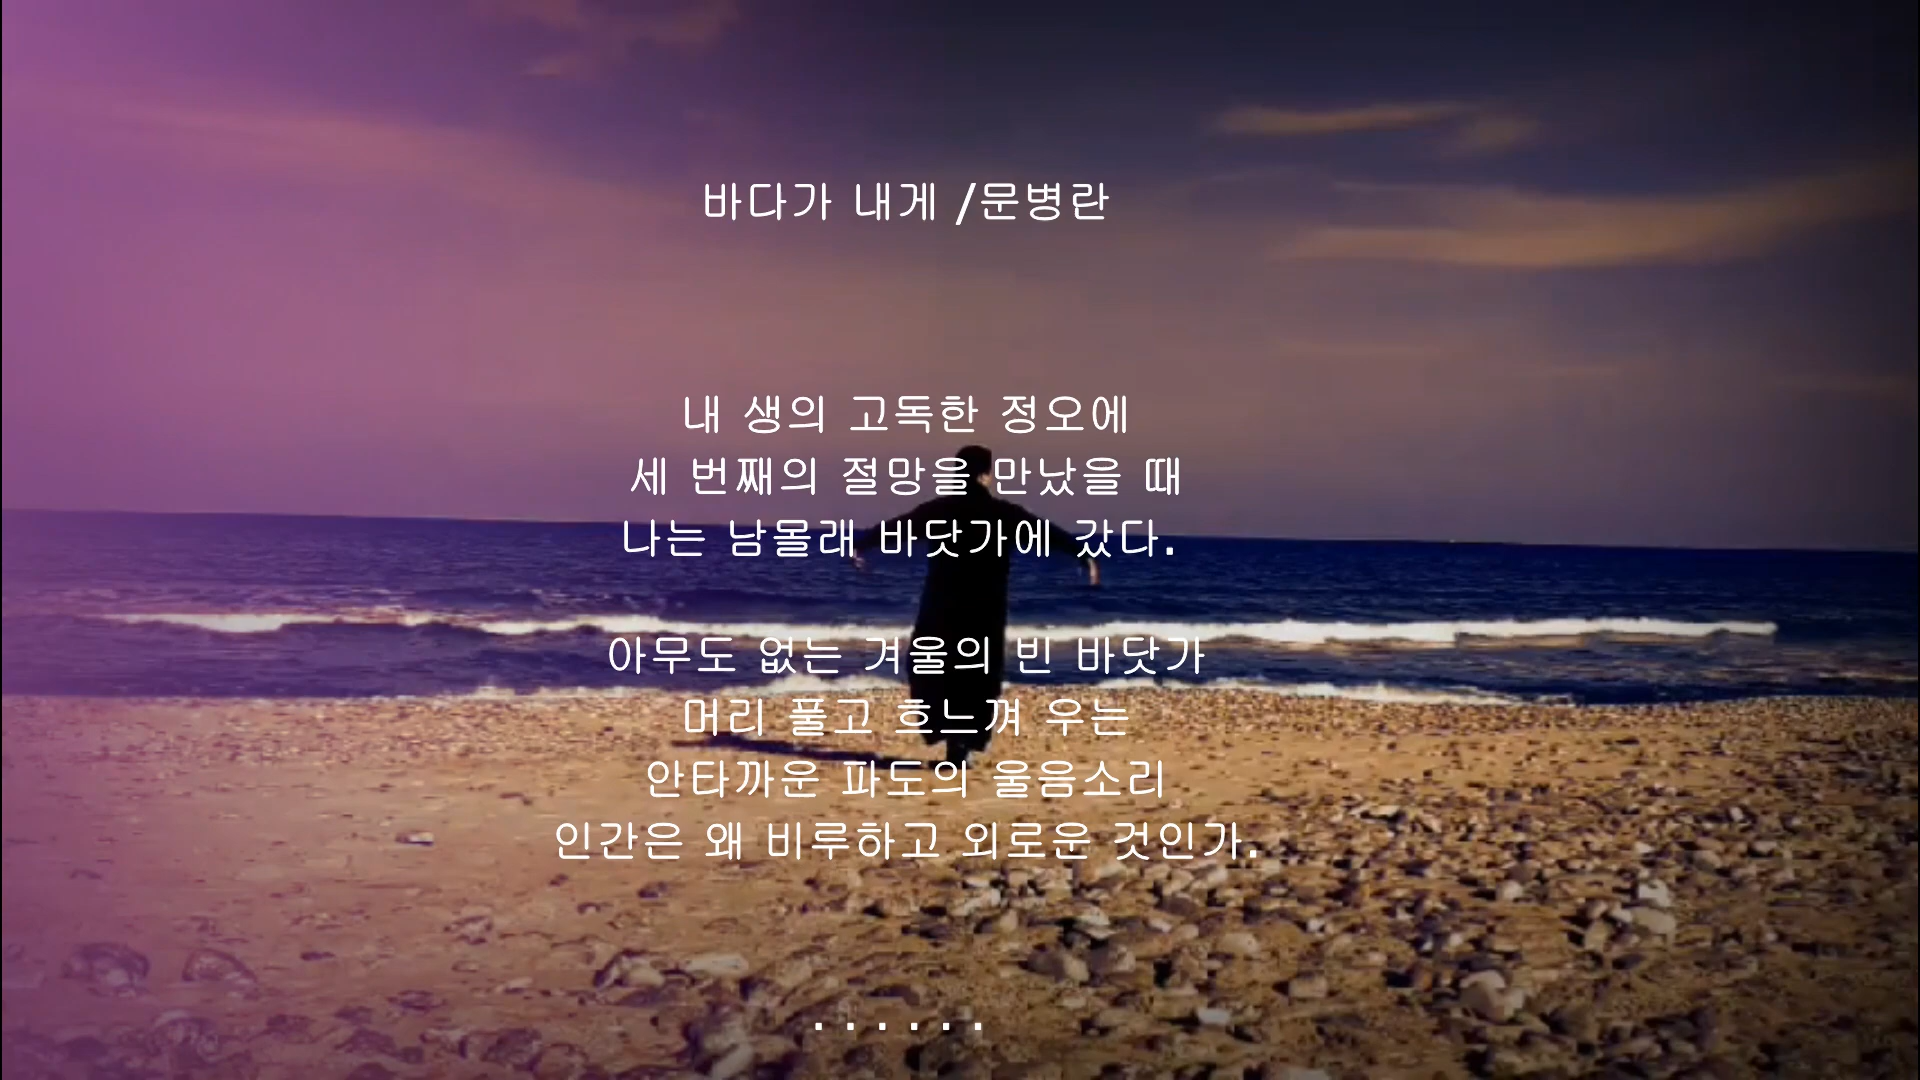 바다가 내게 /문병란
내 생의 고독한 정오에
세 번째의 절망을 만났을 때
나는 남몰래 바닷가에 갔다.
아무도 없는 겨울의 빈 바닷가
머리 풀고 흐느껴 우는
안타까운 파도의 울음소리
인간은 왜 비루하고 외로운 것인가.
. . . . . .